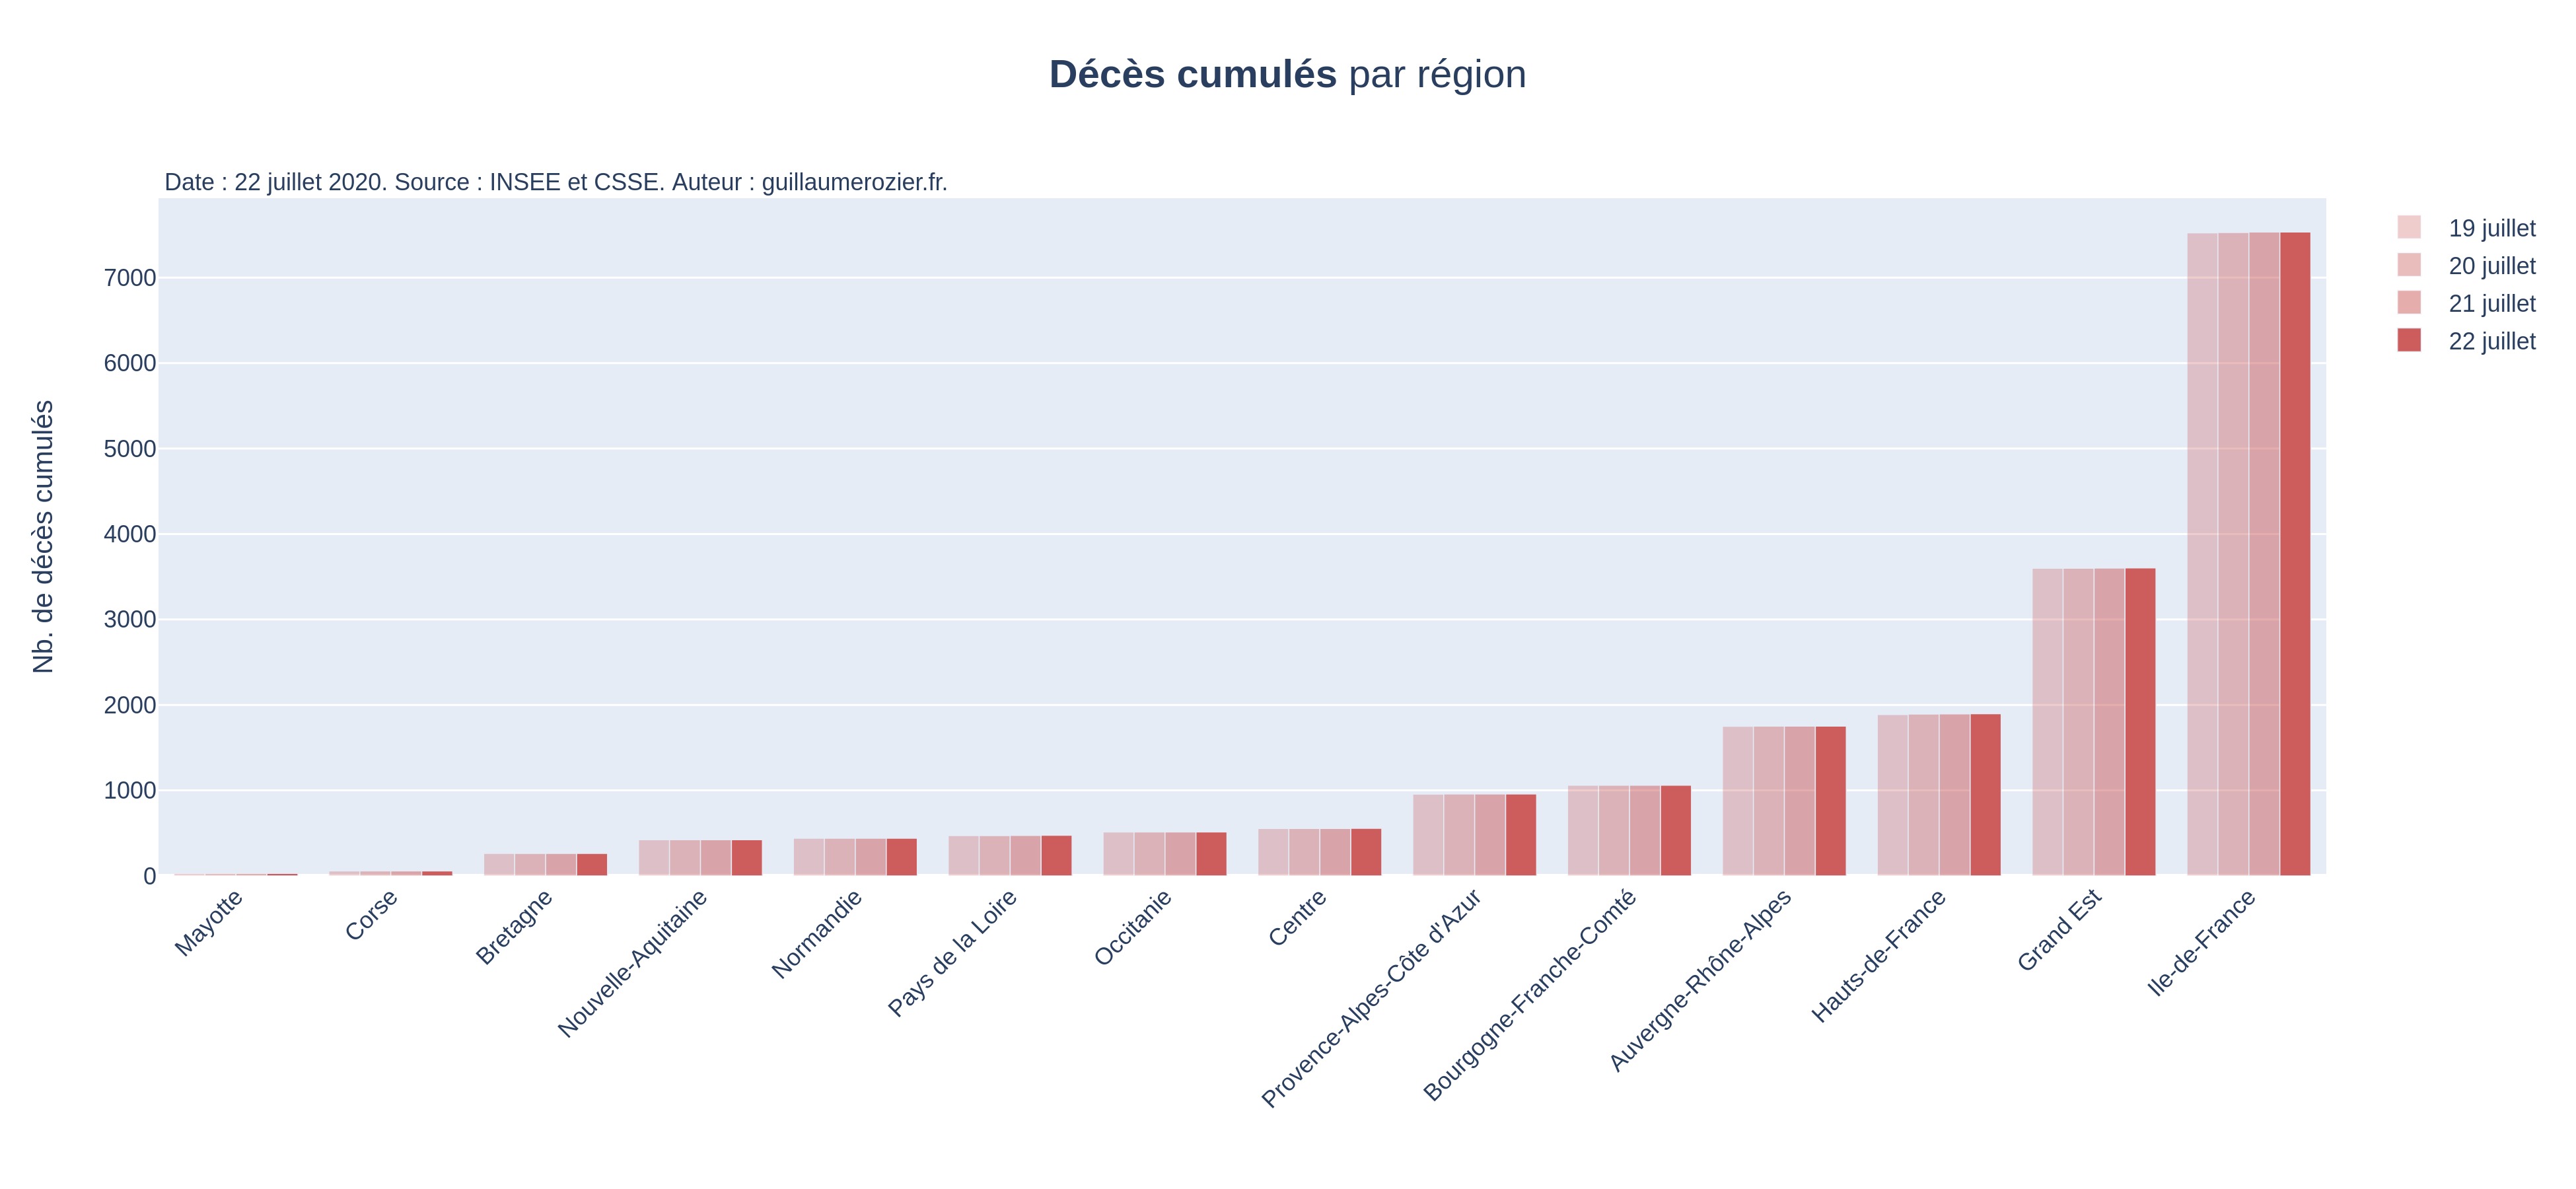 Décès cumulés par région
Date : 22 juillet 2020. Source : INSEE et CSSE. Auteur : guillaumerozier.fr.
Nb. de décès cumulés
7000
6000
5000
4000
3000
2000
1000
0
Mayotte
Corse
Bretagne
Nouvelle-Aquitaine
Normandie
Pays de la Loire
Occitanie
Centre
Provence-Alpes-Côte d'Azur
Bourgogne-Franche-Comté
Auvergne-Rhône-Alpes
Hauts-de-France
Grand Est
Ile-de-France
19 juillet
20 juillet
21 juillet
22 juillet